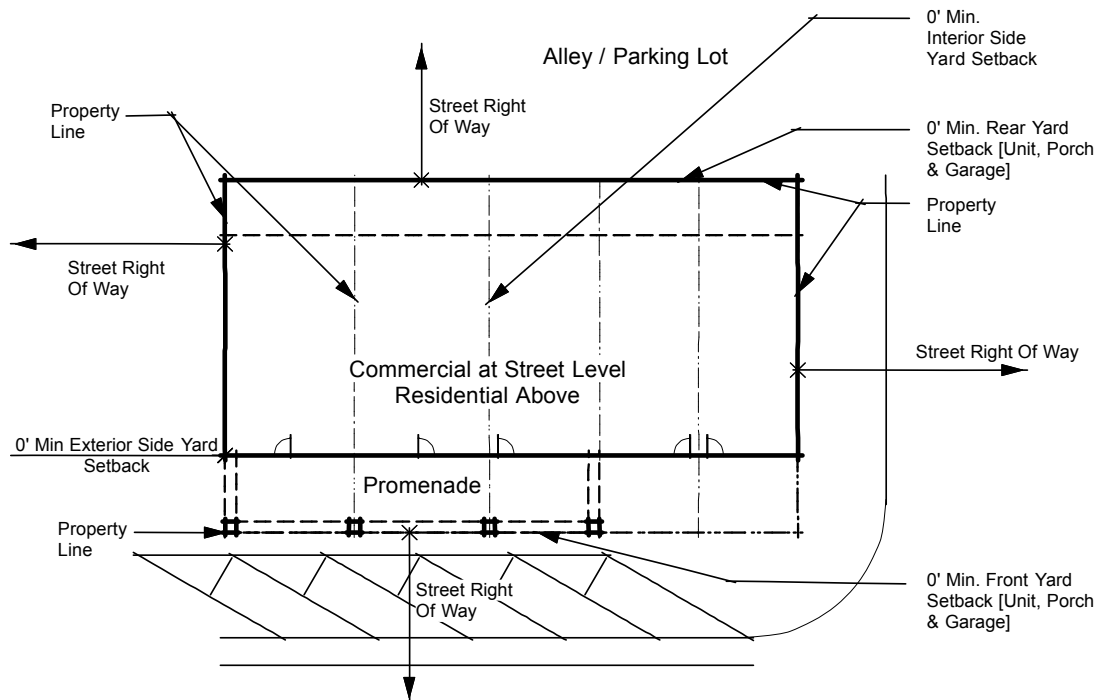 0' Min.
Interior Side
Yard Setback
Alley / Parking Lot
Street Right
Of Way
Property
Line
0' Min. Rear Yard
Setback [Unit, Porch
& Garage]
Property
Line
Street Right
Of Way
Street Right Of Way
Commercial at Street Level
Residential Above
0' Min Exterior Side Yard
Setback
Promenade
Property
Line
Street Right
Of Way
0' Min. Front Yard
Setback [Unit, Porch
& Garage]